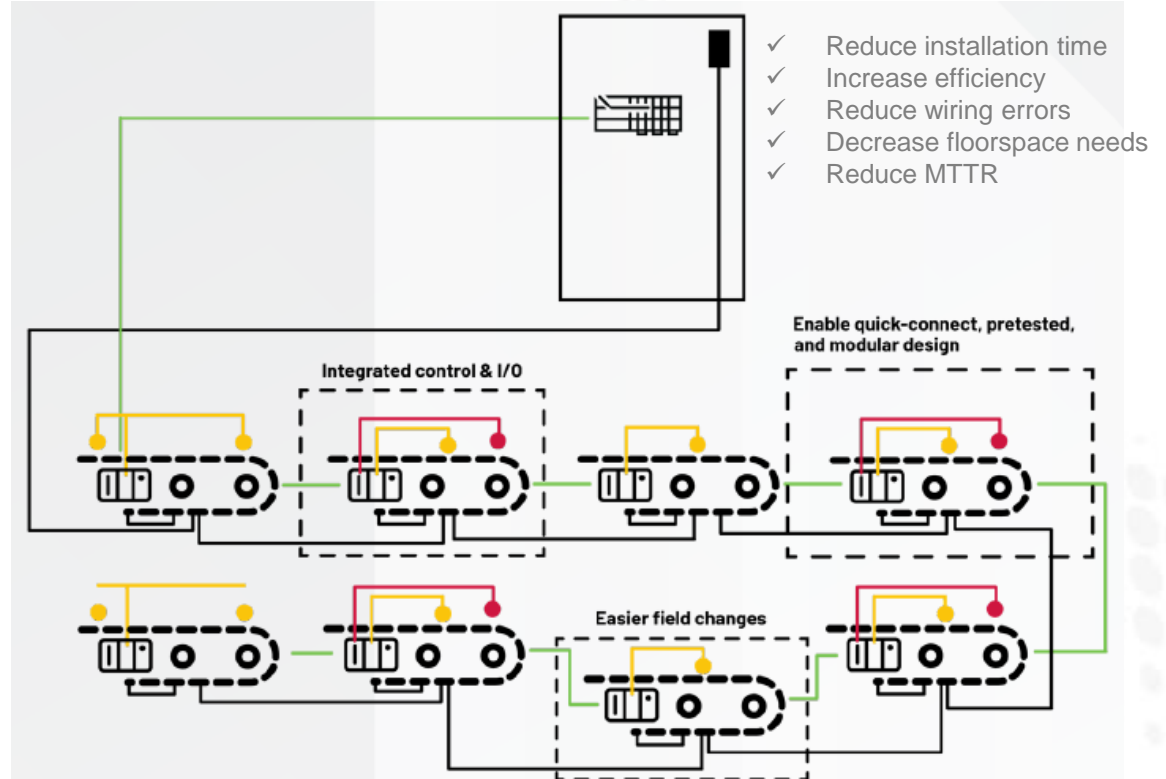 ✓ Reduce installation time
✓ Increase efficiency
✓ Reduce wiring errors
✓ Decrease floorspace needs
✓ Reduce MTTR
Enable quick-connect, pretested,
and modular design
Integrated control & I/O
Easier field changes